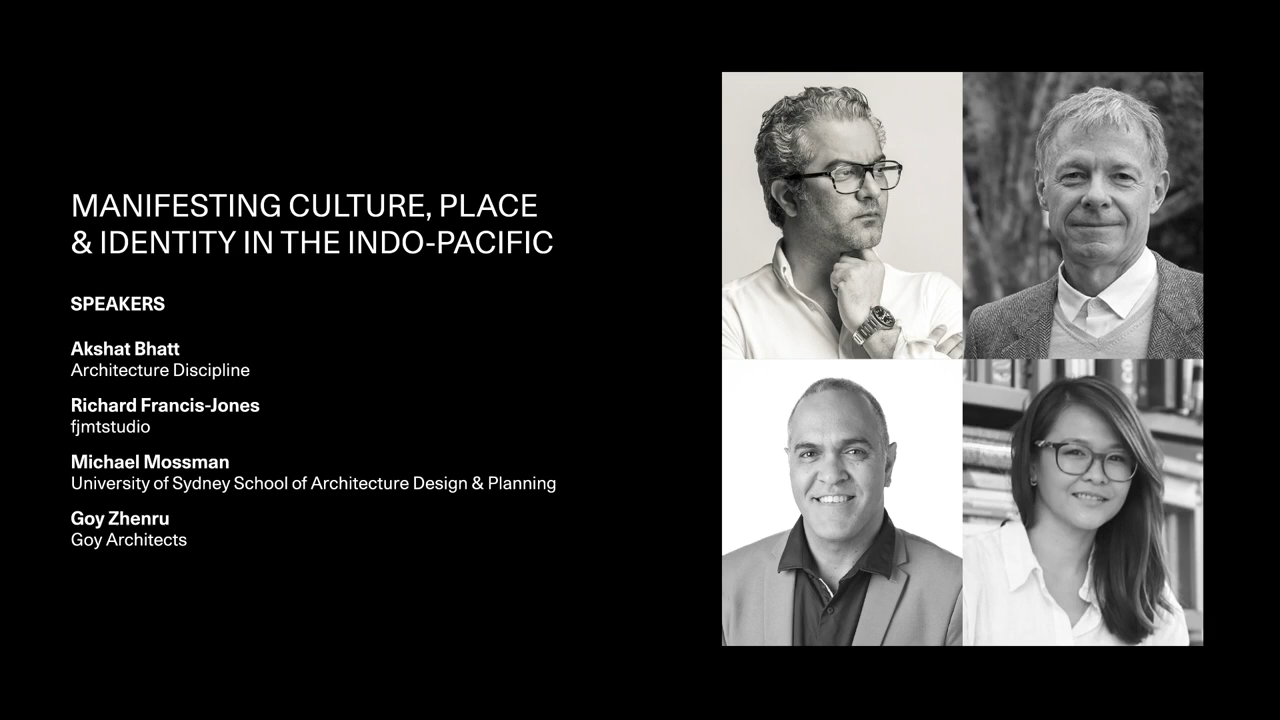 MANIFESTING CULTURE, PLACE
& IDENTITY IN THE INDO-PACIFIC
SPEAKERS
Akshat Bhatt
Architecture Discipline
Richard Francis-Jones
fjmtstudio
Michael Mossman
University of Sydney School of Architecture Design & Planning
Goy Zhenru
Goy Architects